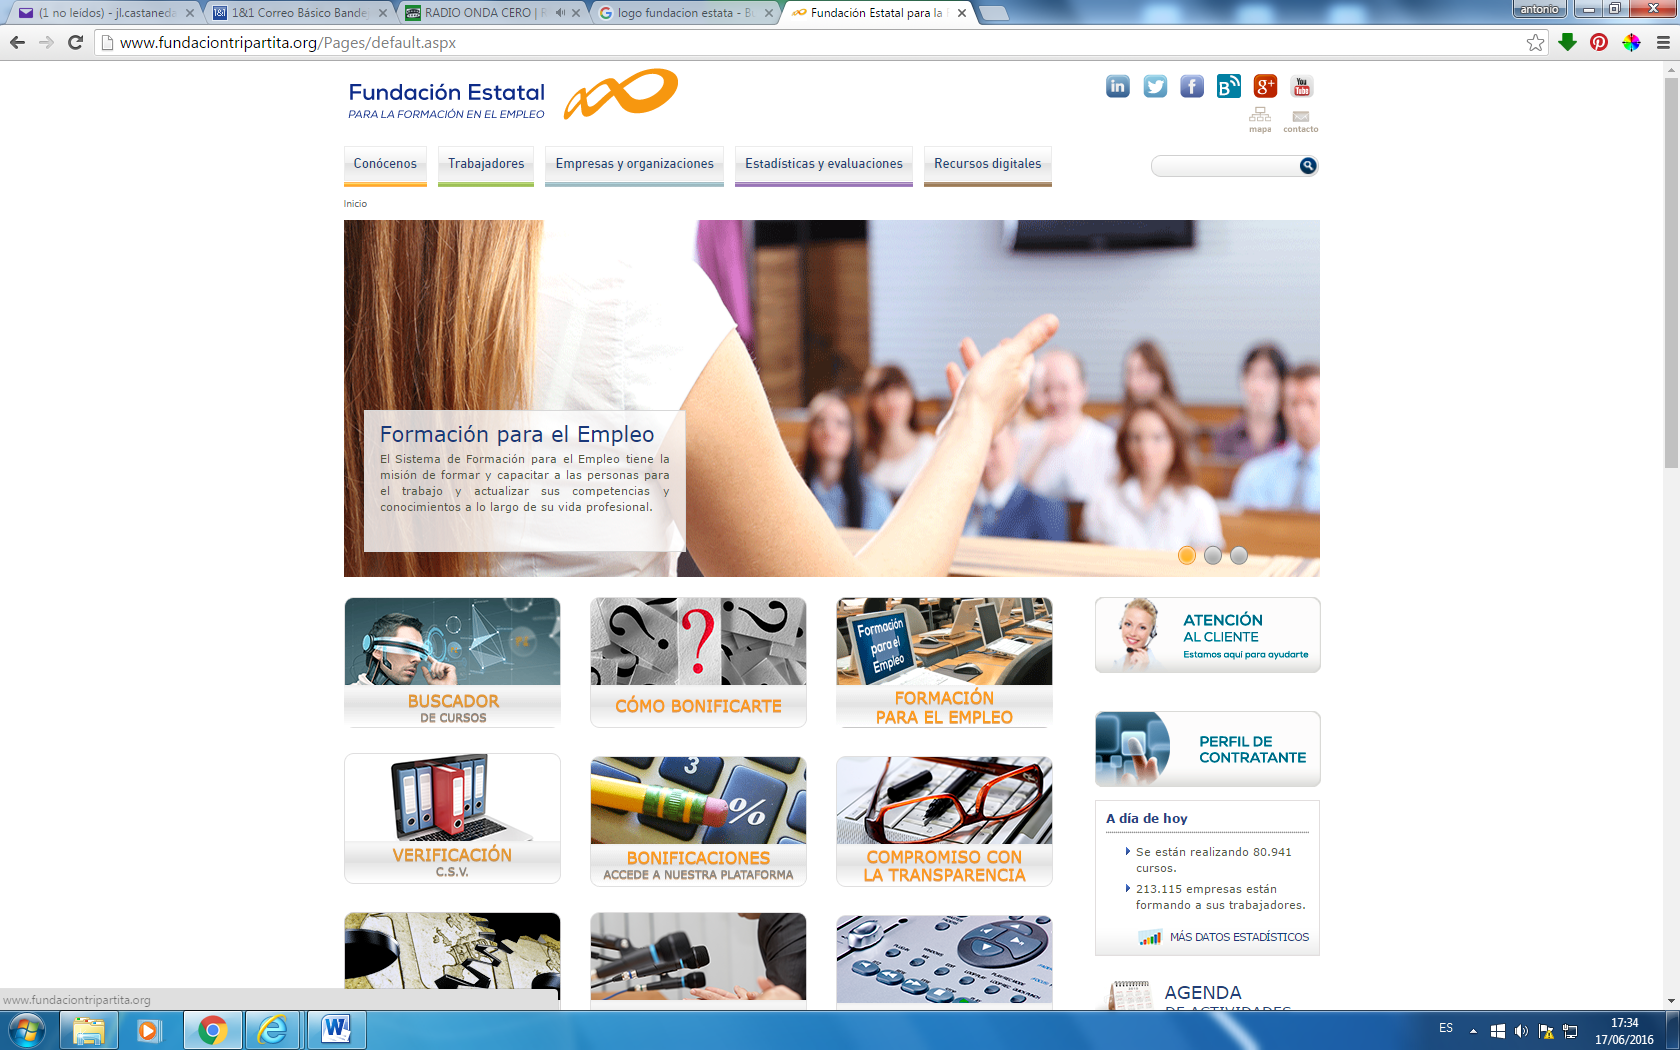 (1 no leídos) - jl.castaneda
1&1 Correo Básico Bande
RADIO ONDA CERO | R
logo fundacion estata - B
Fundación Estatal para la
antonio
www.fundaciontripartita.org/Pages/default.aspx
Fundación Estatal
PARA LA FORMACIÓN EN EL EMPLEO
mapa
contacto
Conócenos
Trabajadores
Empresas y organizaciones
Estadísticas y evaluaciones
Recursos digitales
Inicio
Formación para el Empleo
El Sistema de Formación para el Empleo tiene la
misión de formar y capacitar a las personas para
el trabajo y actualizar sus competencias y
conocimientos a lo largo de su vida profesional.
BUSCADOR
DE CURSOS
CÓMO BONIFICARTE
Formación
para el
Empleo
FORMACIÓN
PARA EL EMPLEO
ATENCIÓN
AL CLIENTE
Estamos aquí para ayudarte
PERFIL DE
CONTRATANTE
VERIFICACIÓN
C.S.V.
3
%
BONIFICACIONES
ACCEDE A NUESTRA PLATAFORMA
COMPROMISO CON
LA TRANSPARENCIA
A día de hoy
Se están realizando 80.941
cursos.
213.115 empresas están
formando a sus trabajadores.
MÁS DATOS ESTADÍSTICOS
AGENDA
DE ACTIVIDADES
www.fundaciontripartita.org
ES
17:34
17/06/2016